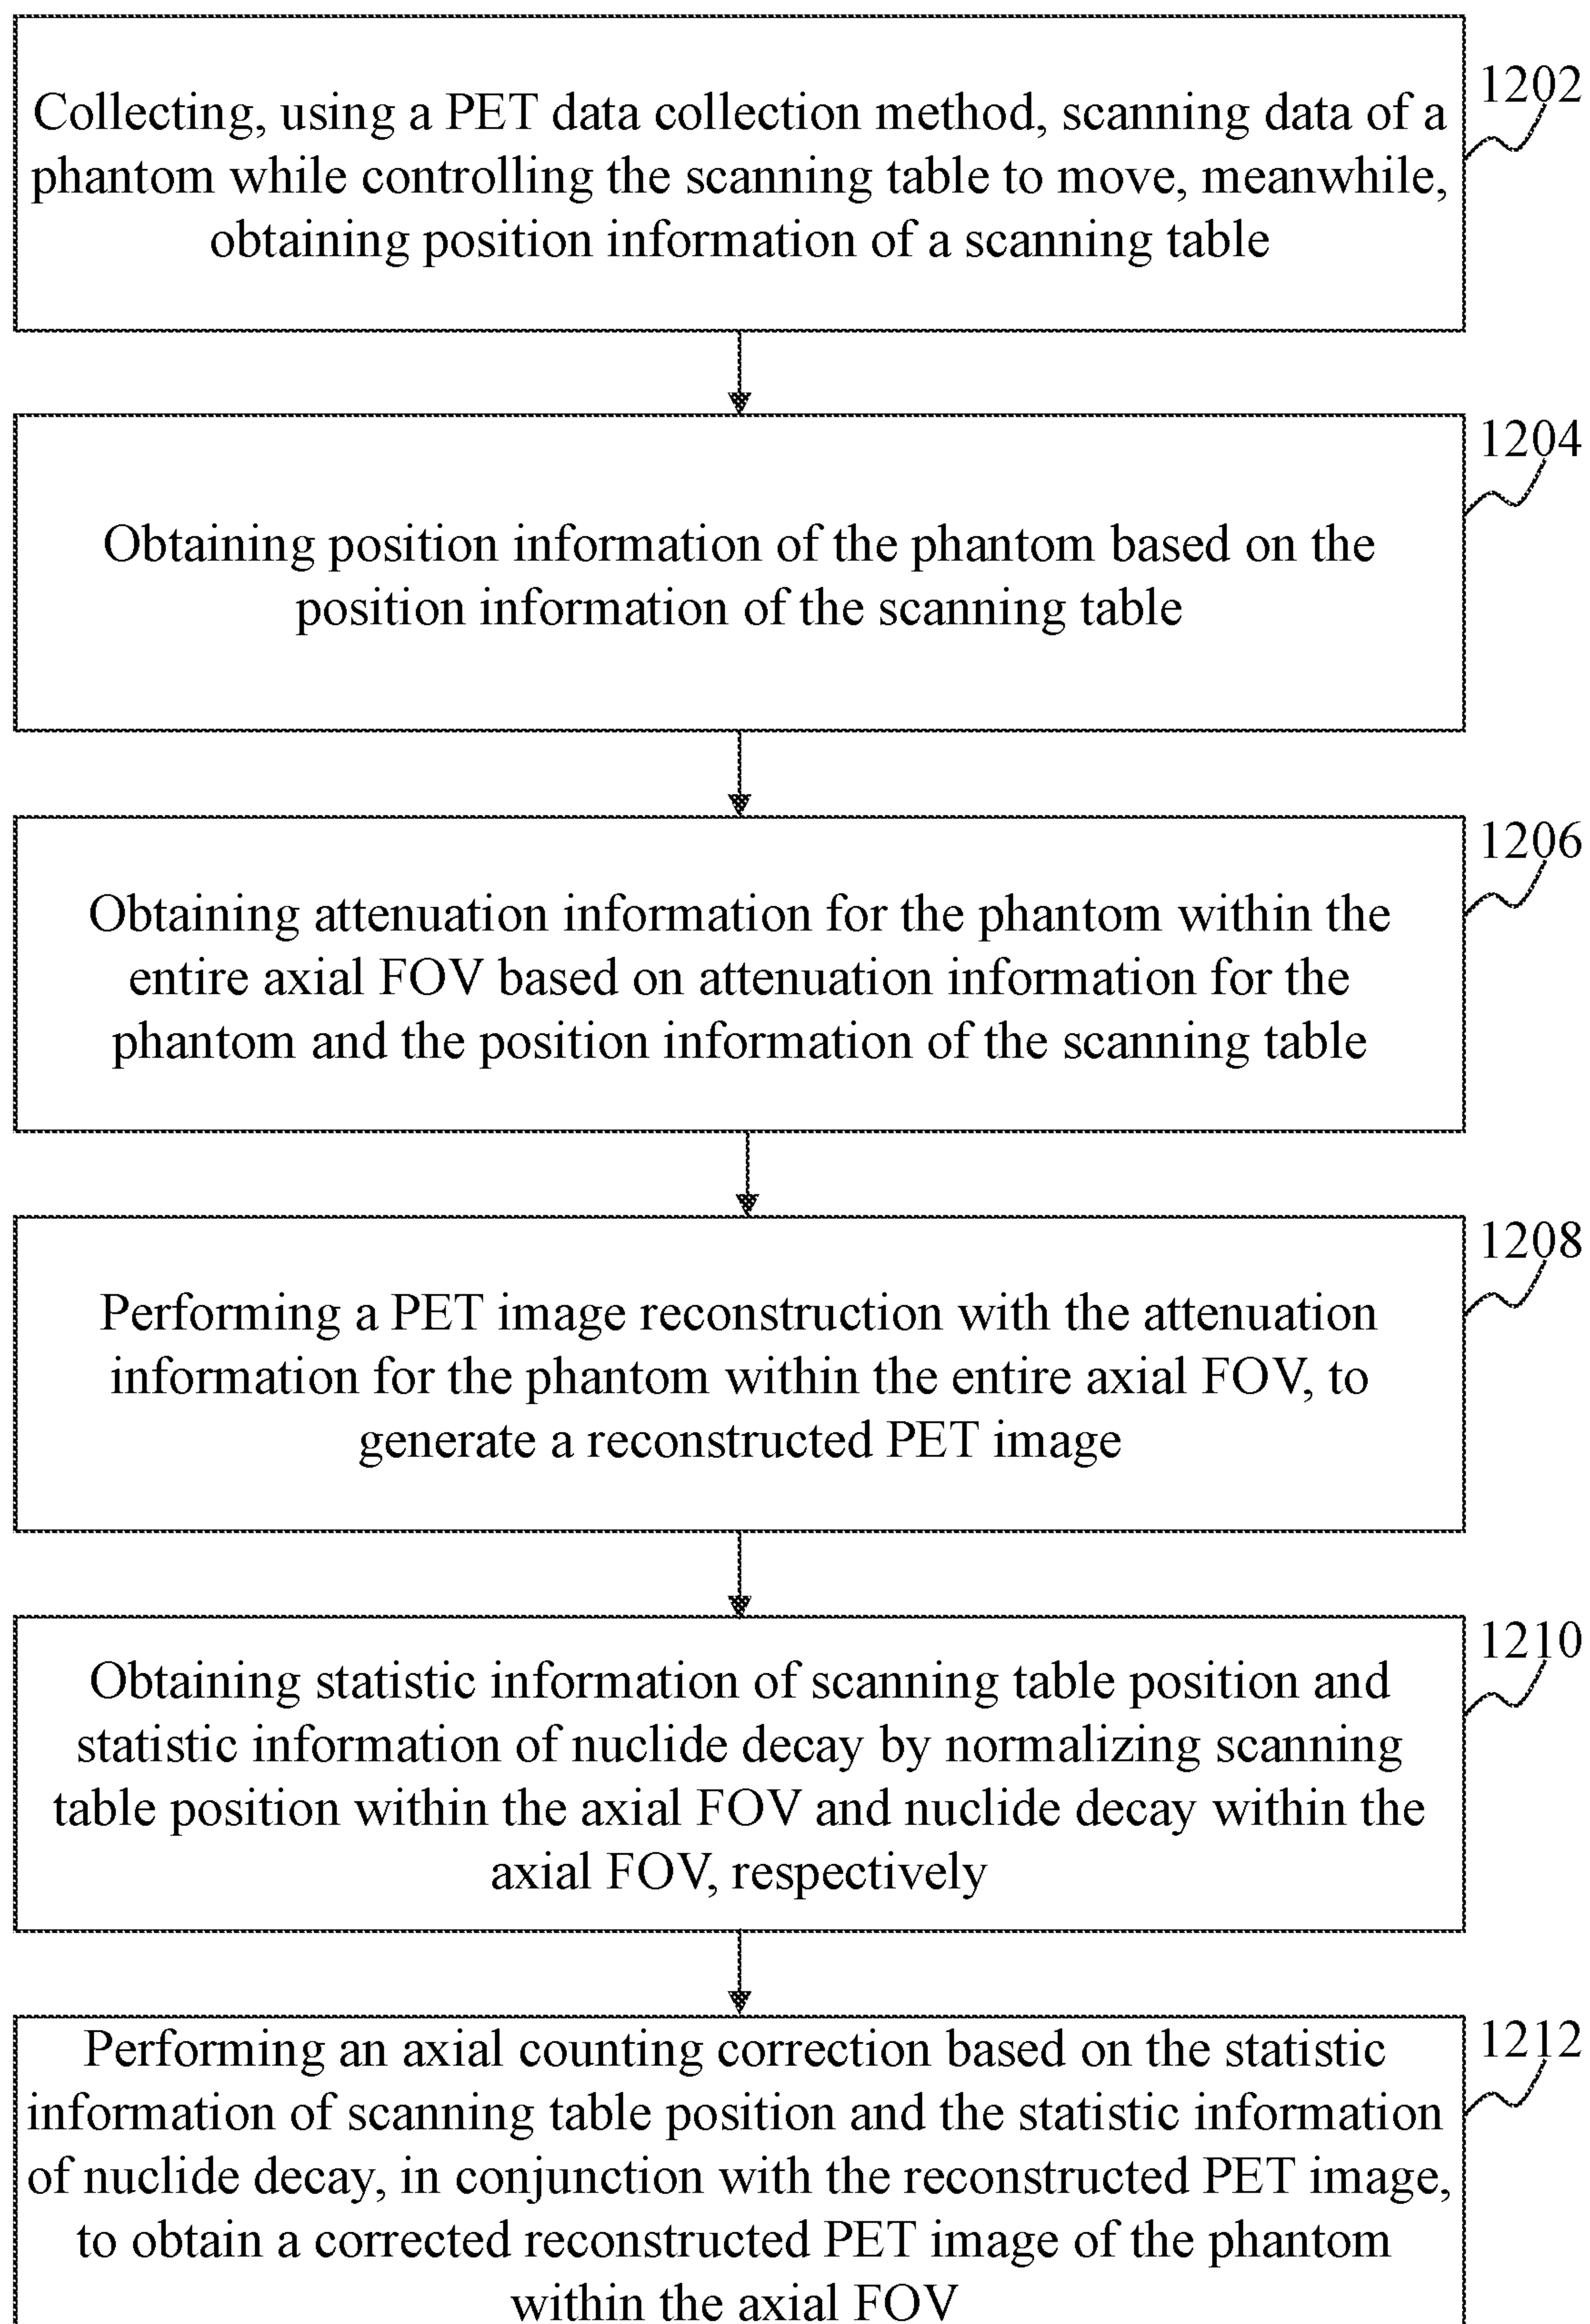 1202
Collecting, using a PET data collection method, scanning data of a
phantom while controlling the scanning table to move, meanwhile,
obtaining position information of a scanning table
1204
Obtaining position information of the phantom based on the
position information of the scanning table
1206
Obtaining attenuation information for the phantom within the
entire axial FOV based on attenuation information for the
phantom and the position information of the scanning table
1208
Performing a PET image reconstruction with the attenuation
information for the phantom within the entire axial FOV, to
generate a reconstructed PET image
1210
Obtaining statistic information of scanning table position and
statistic information of nuclide decay by normalizing scanning
table position within the axial FOV and nuclide decay within the
axial FOV, respectively
1212
Performing an axial counting correction based on the statistic
information of scanning table position and the statistic information
of nuclide decay, in conjunction with the reconstructed PET image,
to obtain a corrected reconstructed PET image of the phantom
within the axial FOV